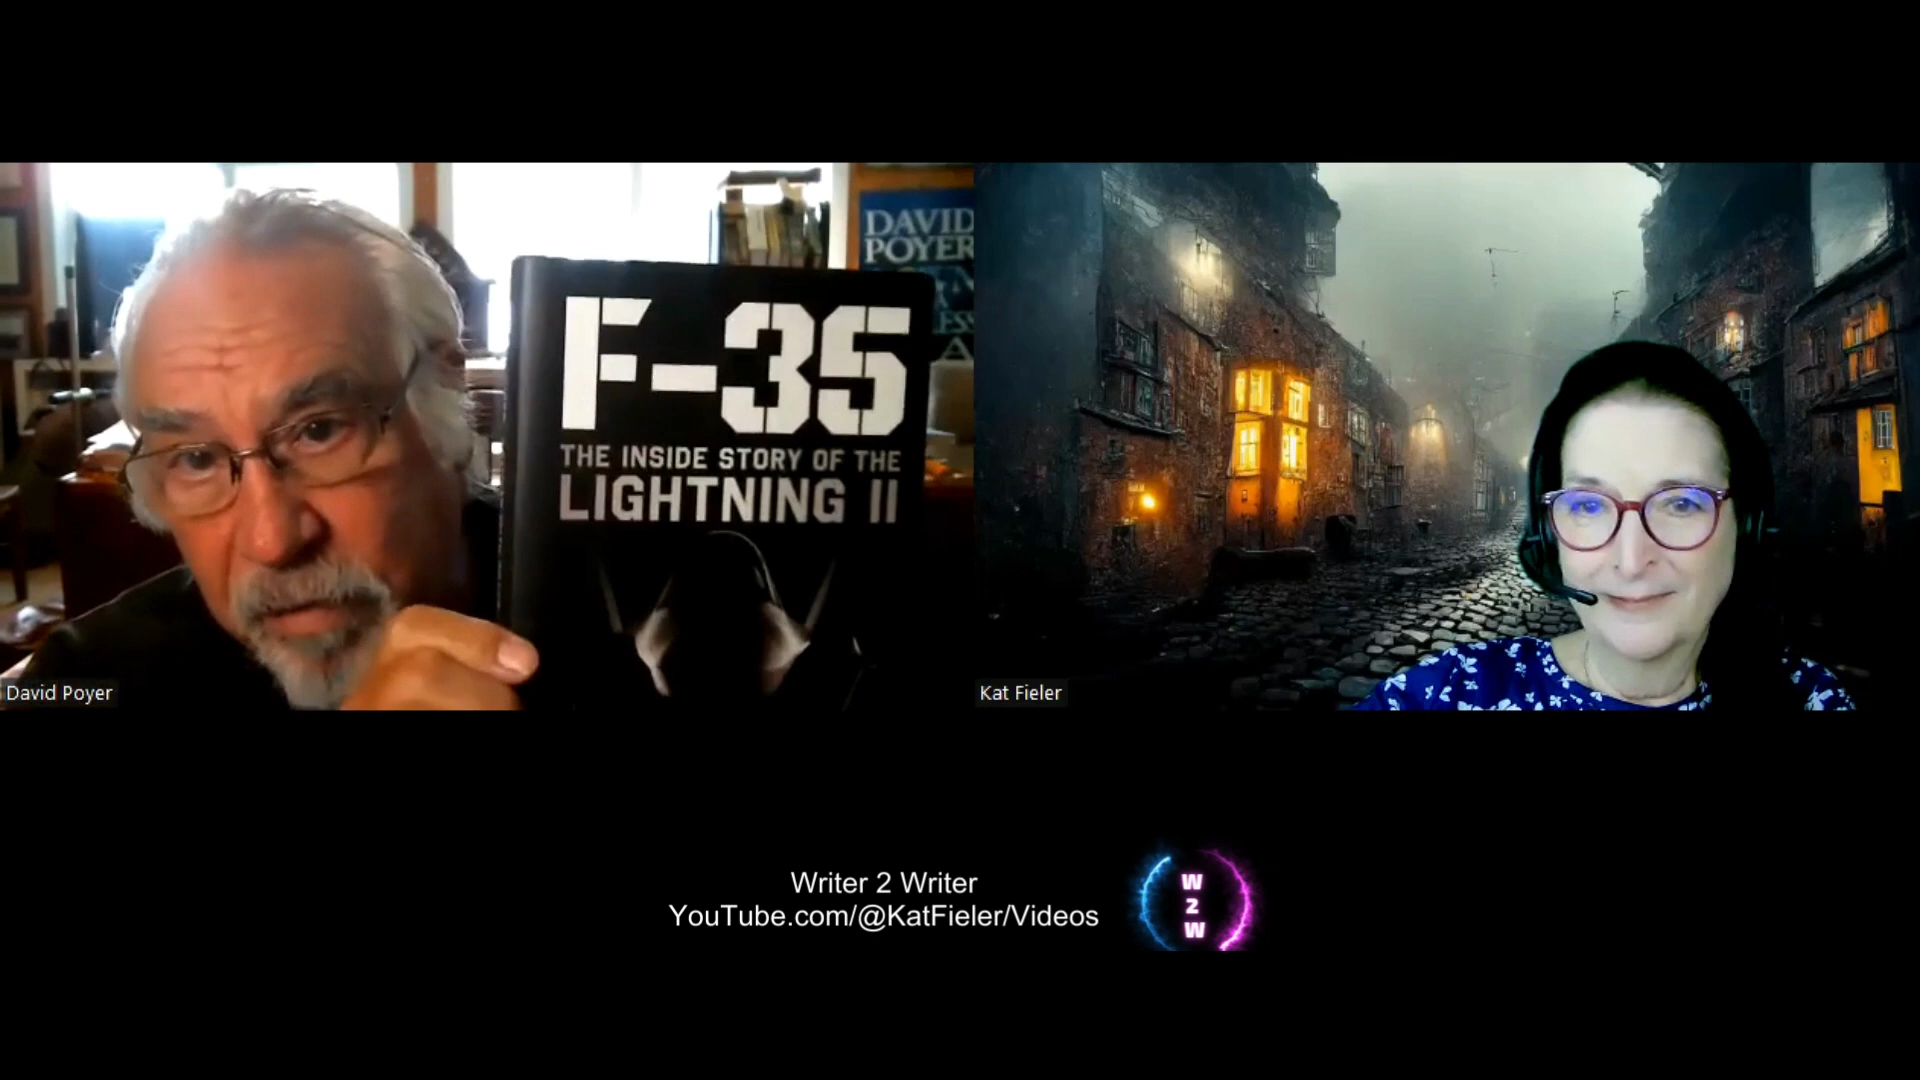 DAVID
POYER
F-35
THE INSIDE STORY OF THE
LIGHTNING II
David Poyer
Kat Fieler
Writer 2 Writer
YouTube.com/@KatFieler/Videos
W
2
W